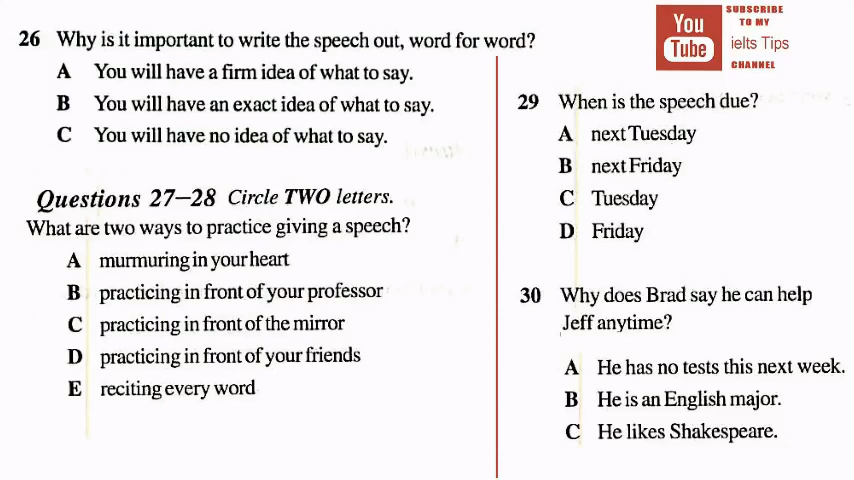 26 Why is it important to write the speech out, word for word?
A You will have a firm idea of what to say.
B You will have an exact idea of what to say.
C You will have no idea of what to say.
Questions 27–28 Circle TWO letters.
What are two ways to practice giving a speech?
A murmuring in your heart
B practicing in front of your professor
C practicing in front of the mirror
D practicing in front of your friends
E reciting every word
You
Tube
SUBSCRIBE
TO MY
ielts Tips
CHANNEL
29 When is the speech due?
A next Tuesday
B next Friday
C Tuesday
D Friday
30 Why does Brad say he can help
Jeff anytime?
A He has no tests this next week.
B He is an English major.
C He likes Shakespeare.